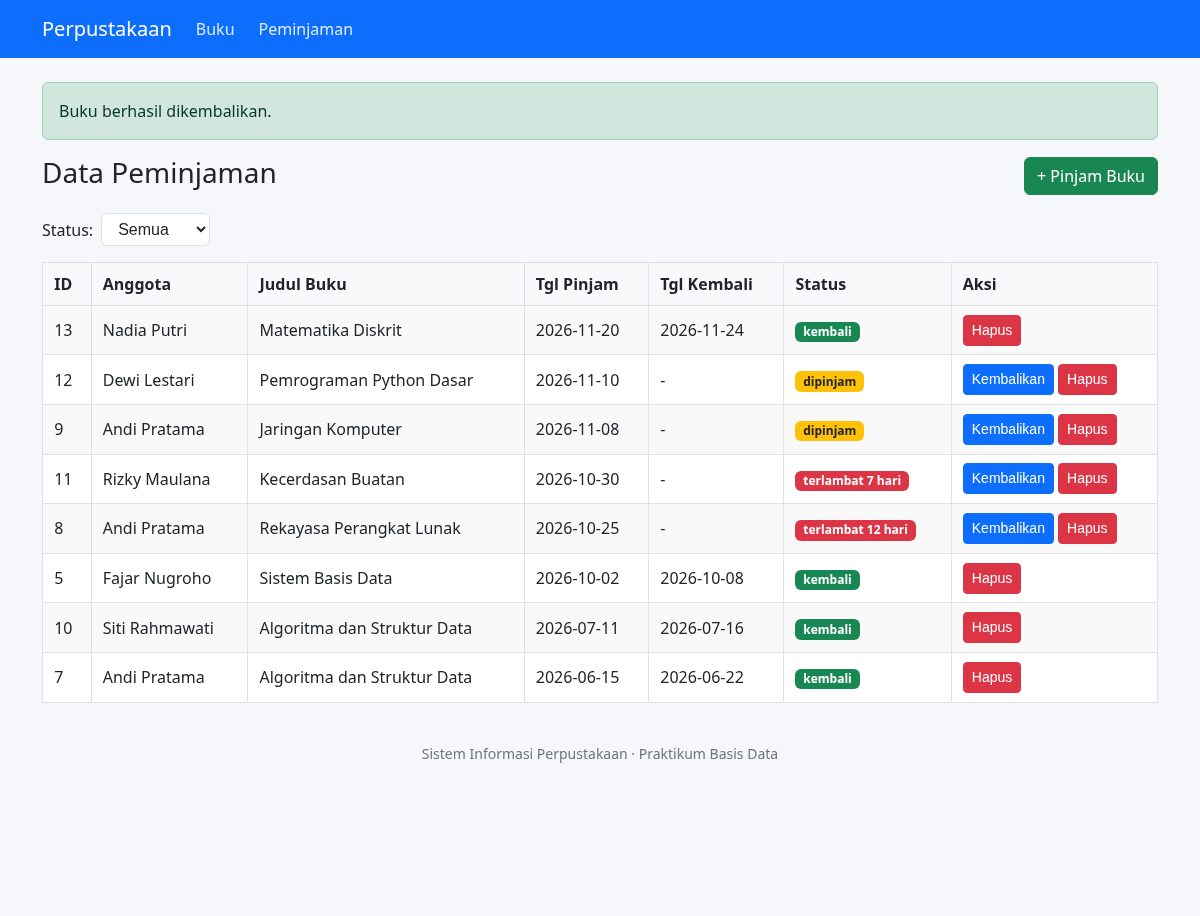 Perpustakaan Buku Peminjaman
Buku berhasil dikembalikan.
Data Peminjaman
+ Pinjam Buku
Status: Semua
ID Anggota Judul Buku Tgl Pinjam Tgl Kembali Status Aksi
13 Nadia Putri Matematika Diskrit 2026-11-20 2026-11-24 kembali Hapus
12 Dewi Lestari Pemrograman Python Dasar 2026-11-10 - dipinjam Kembalikan Hapus
9 Andi Pratama Jaringan Komputer 2026-11-08 - dipinjam Kembalikan Hapus
11 Rizky Maulana Kecerdasan Buatan 2026-10-30 - terlambat 7 hari Kembalikan Hapus
8 Andi Pratama Rekayasa Perangkat Lunak 2026-10-25 - terlambat 12 hari Kembalikan Hapus
5 Fajar Nugroho Sistem Basis Data 2026-10-02 2026-10-08 kembali Hapus
10 Siti Rahmawati Algoritma dan Struktur Data 2026-07-11 2026-07-16 kembali Hapus
7 Andi Pratama Algoritma dan Struktur Data 2026-06-15 2026-06-22 kembali Hapus
Sistem Informasi Perpustakaan · Praktikum Basis Data